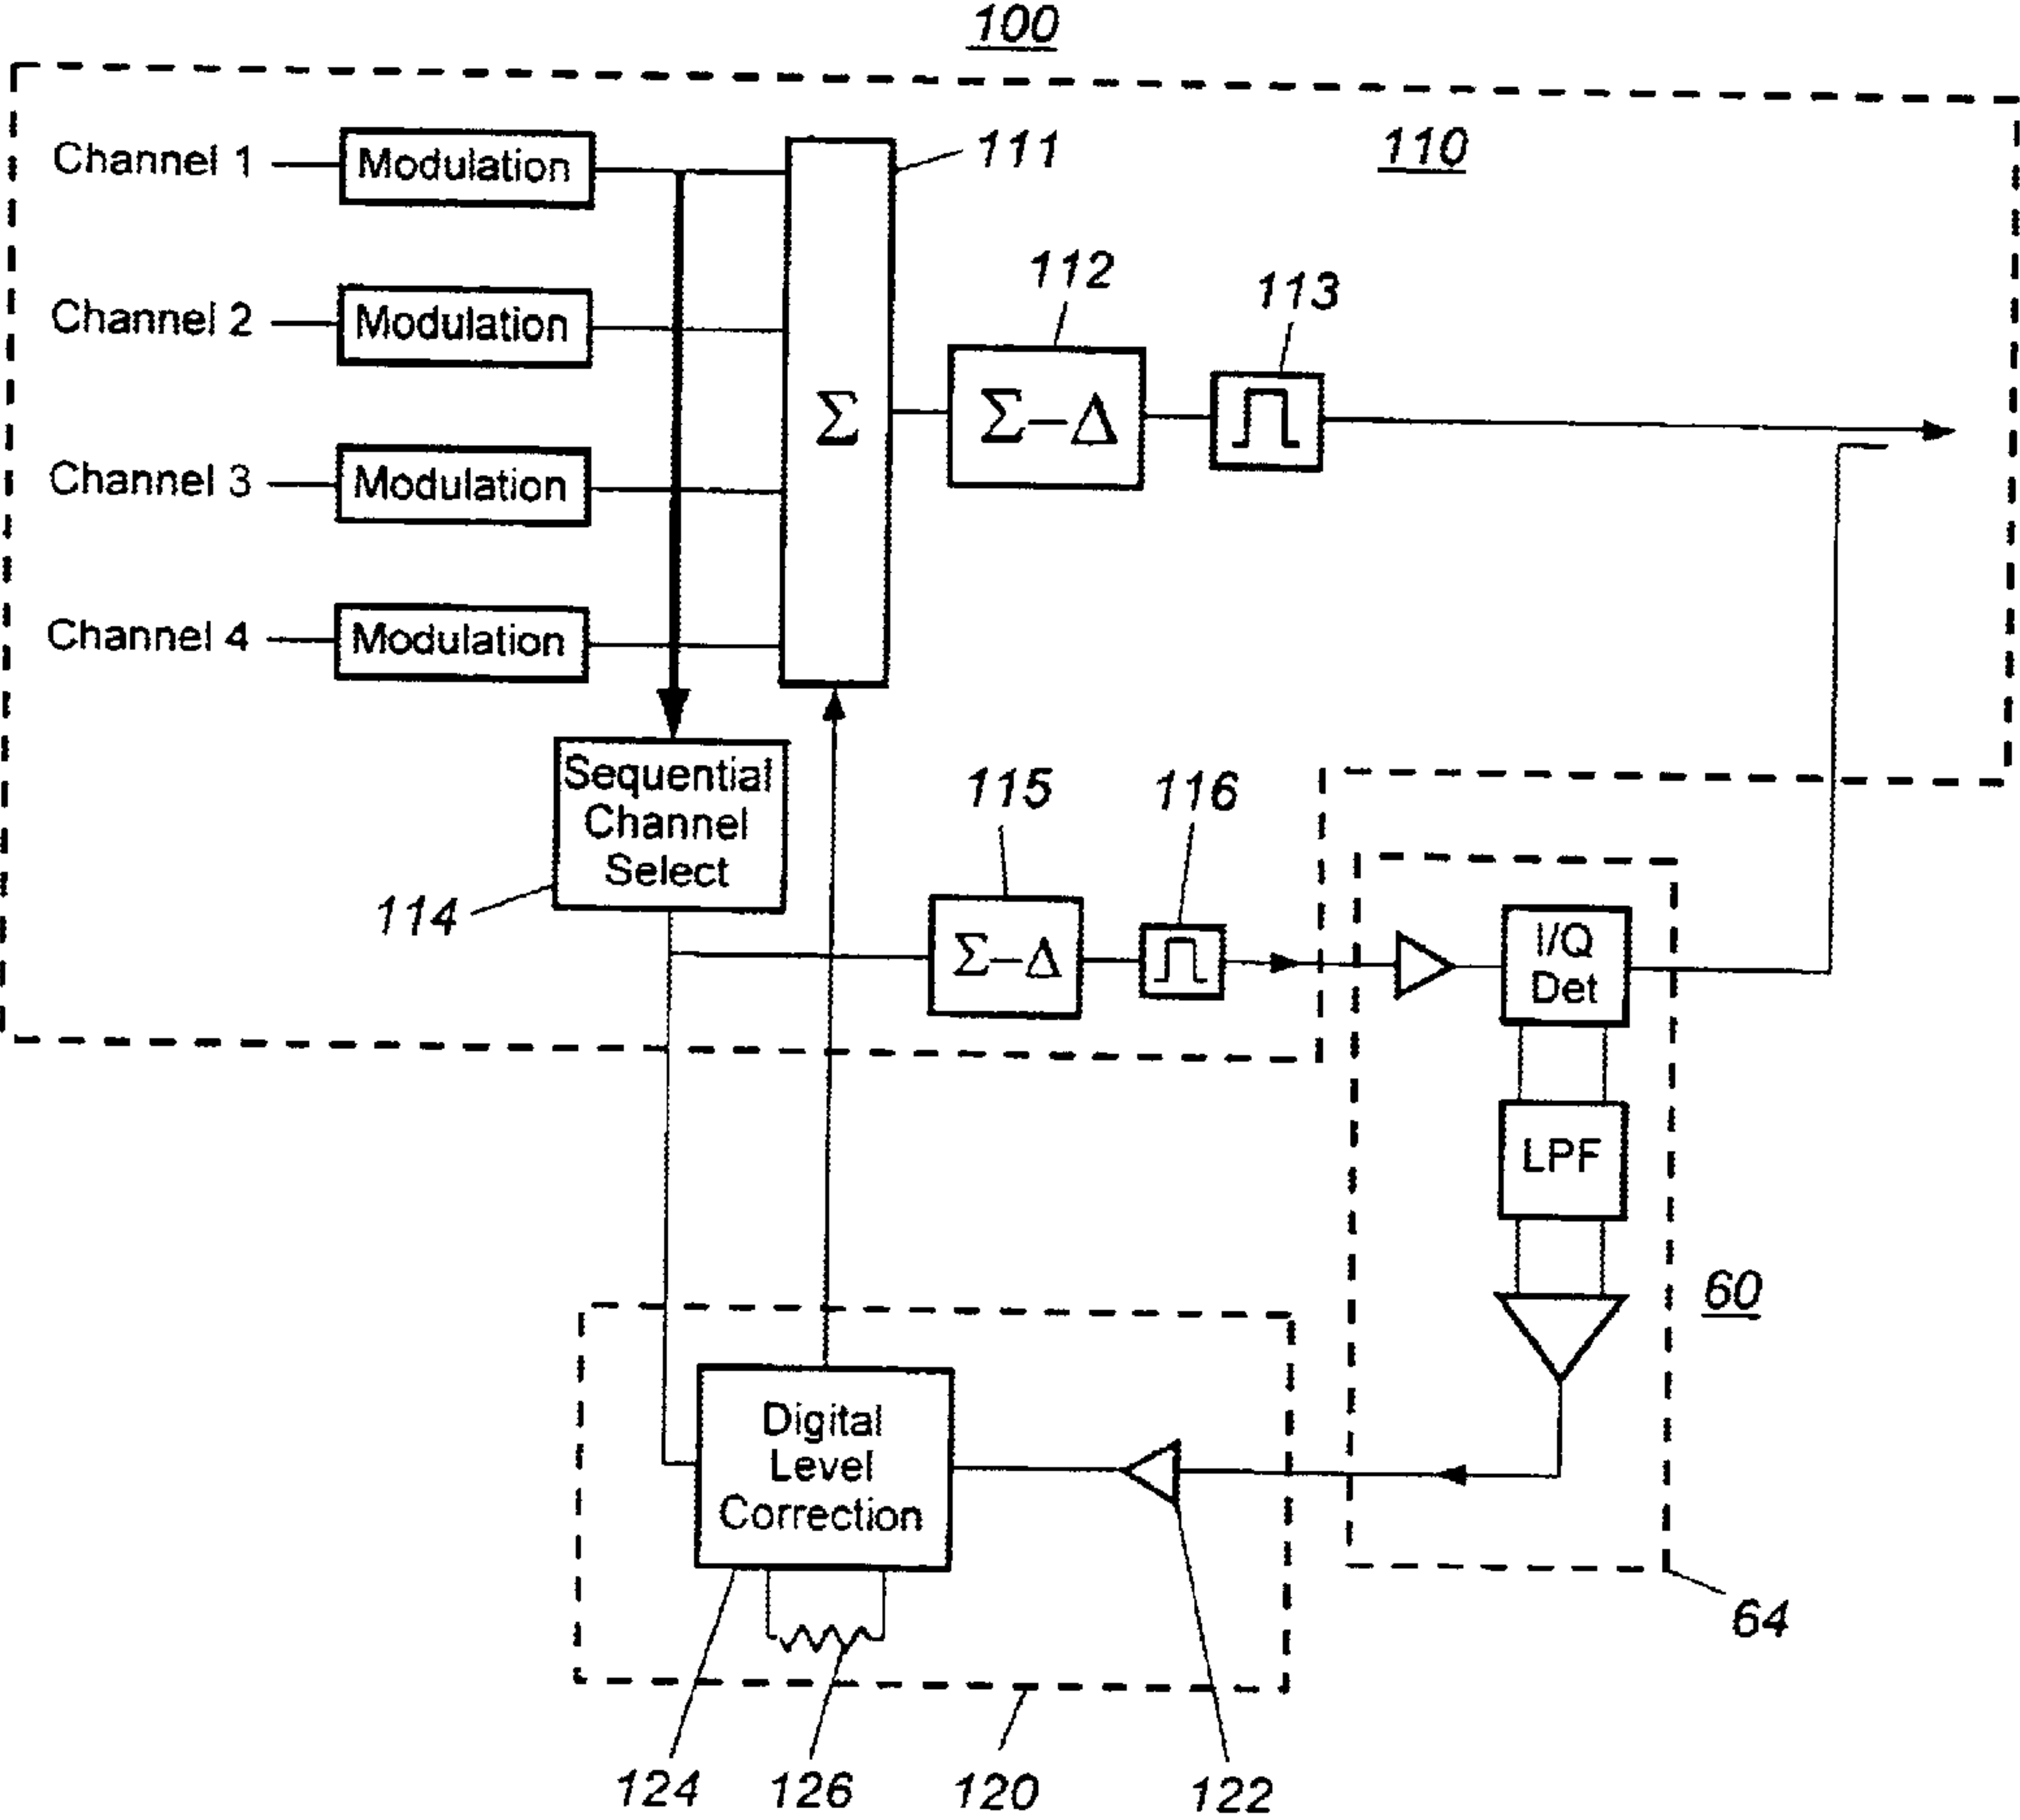 100
110
111
Channel 1
Modulation
112
113
Channel 2
Modulation
Σ
Σ–Δ
Channel 3
Modulation
Channel 4
Modulation
Sequential
Channel
Select
114
115
116
Σ–Δ
I/Q
Det
LPF
60
Digital
Level
Correction
64
124
126
120
122